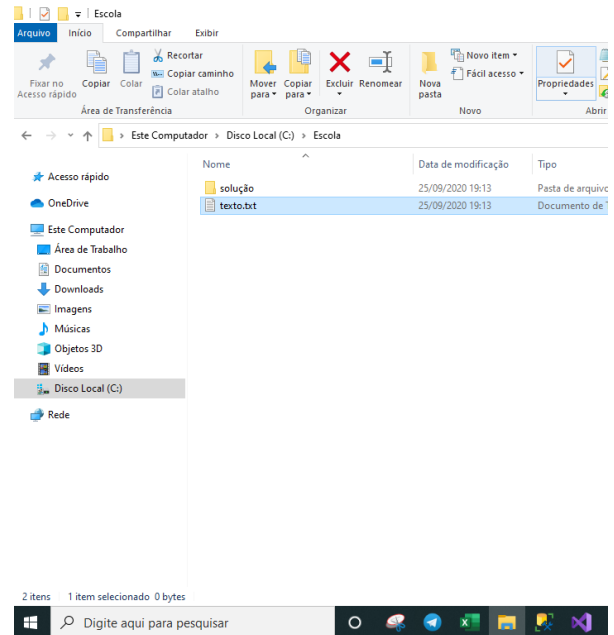 Escola
Arquivo Início Compartilhar Exibir
Fixar no Acesso rápido
Copiar
Colar
Recortar
Copiar caminho
Colar atalho
Mover para
Copiar para
Excluir
Renomear
Nova pasta
Novo item
Fácil acesso
Propriedades
Área de Transferência Organizar Novo Abrir
Este Computador > Disco Local (C:) > Escola
Nome Data de modificação Tipo
solução 25/09/2020 19:13 Pasta de arquivo
texto.txt 25/09/2020 19:13 Documento de T
Acesso rápido
OneDrive
Este Computador
Área de Trabalho
Documentos
Downloads
Imagens
Músicas
Objetos 3D
Vídeos
Disco Local (C:)
Rede
2 itens 1 item selecionado 0 bytes
Digite aqui para pesquisar